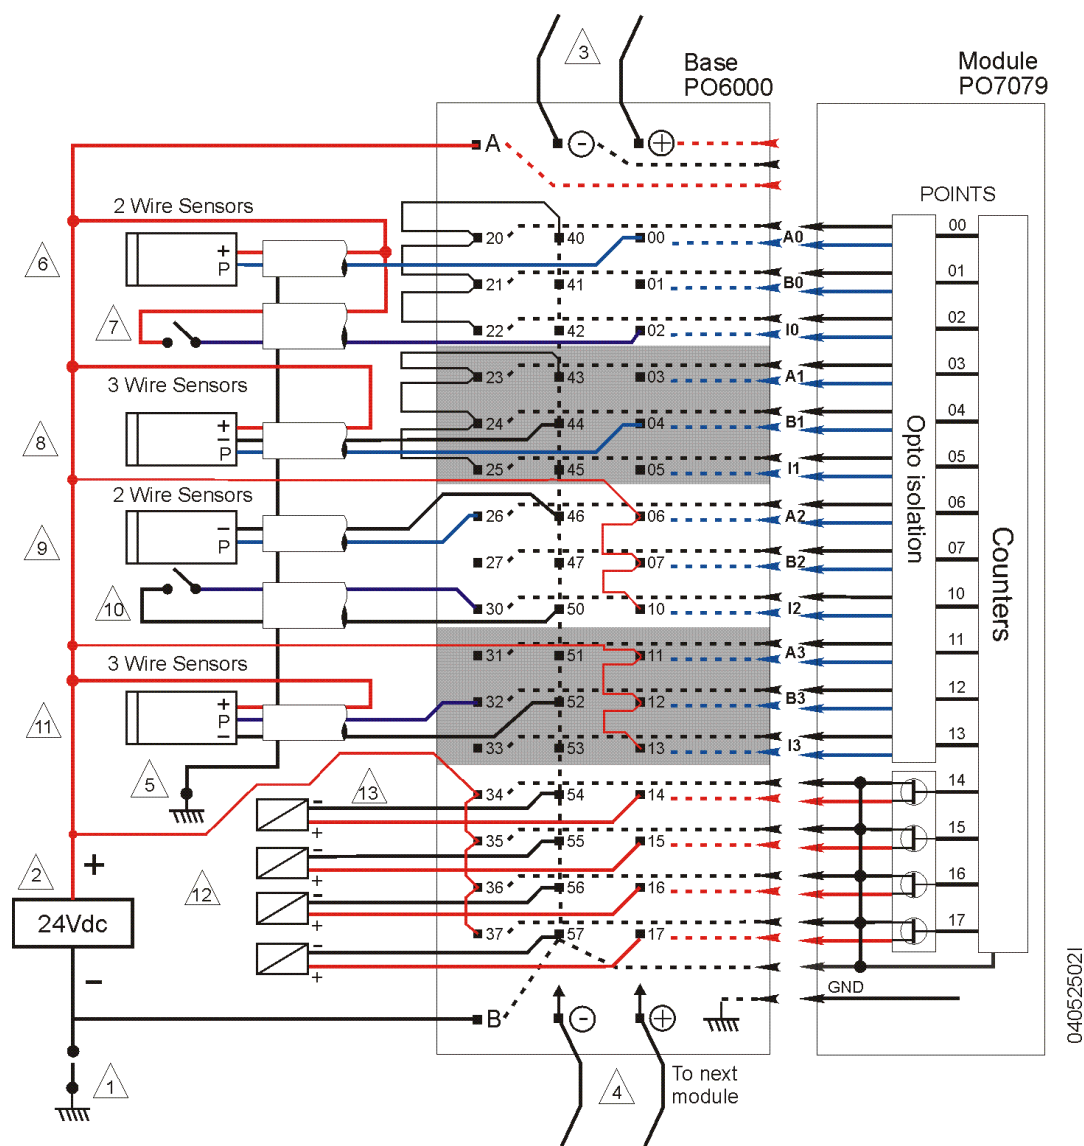 3
Base
PO6000
Module
PO7079
A
-
+
POINTS
2 Wire Sensors
6
+
P
20
40
00
A0
00
21
41
01
B0
01
7
22
42
02
I0
02
3 Wire Sensors
23
43
03
A1
03
8
+
–
P
24
44
04
B1
04
25
45
05
I1
05
2 Wire Sensors
9
–
P
26
46
06
A2
06
27
47
07
B2
07
10
30
50
10
I2
10
Opto isolation
Counters
3 Wire Sensors
31
51
11
A3
11
11
+
P
–
32
52
12
B3
12
33
53
13
I3
13
5
13
-
+
34
54
14
14
-
+
35
55
15
15
12
-
+
36
56
16
16
-
+
37
57
17
17
2
+
24Vdc
–
GND
B
-
+
1
4
To next
module
04052502I